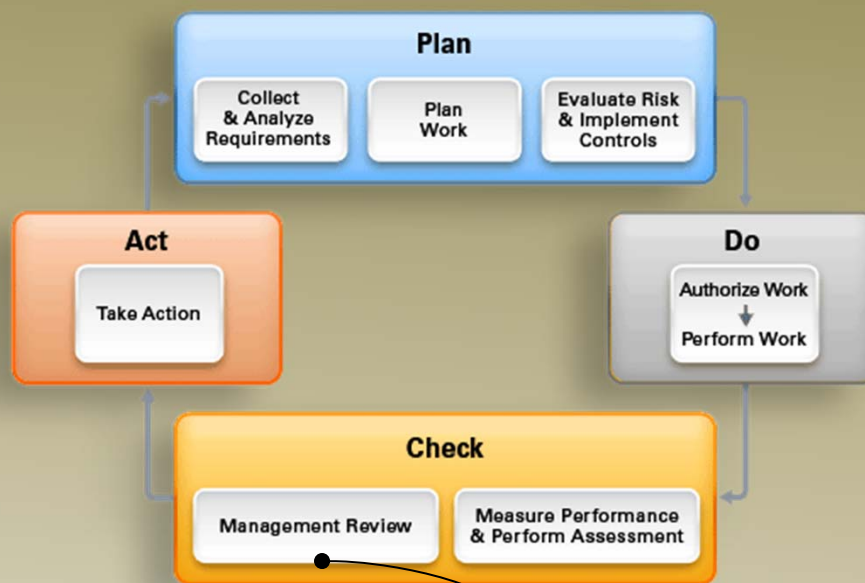 Plan
Collect
& Analyze
Requirements
Plan
Work
Evaluate Risk
& Implement
Controls
Act
Take Action
Do
Authorize Work
Perform Work
Check
Management Review
Measure Performance
& Perform Assessment